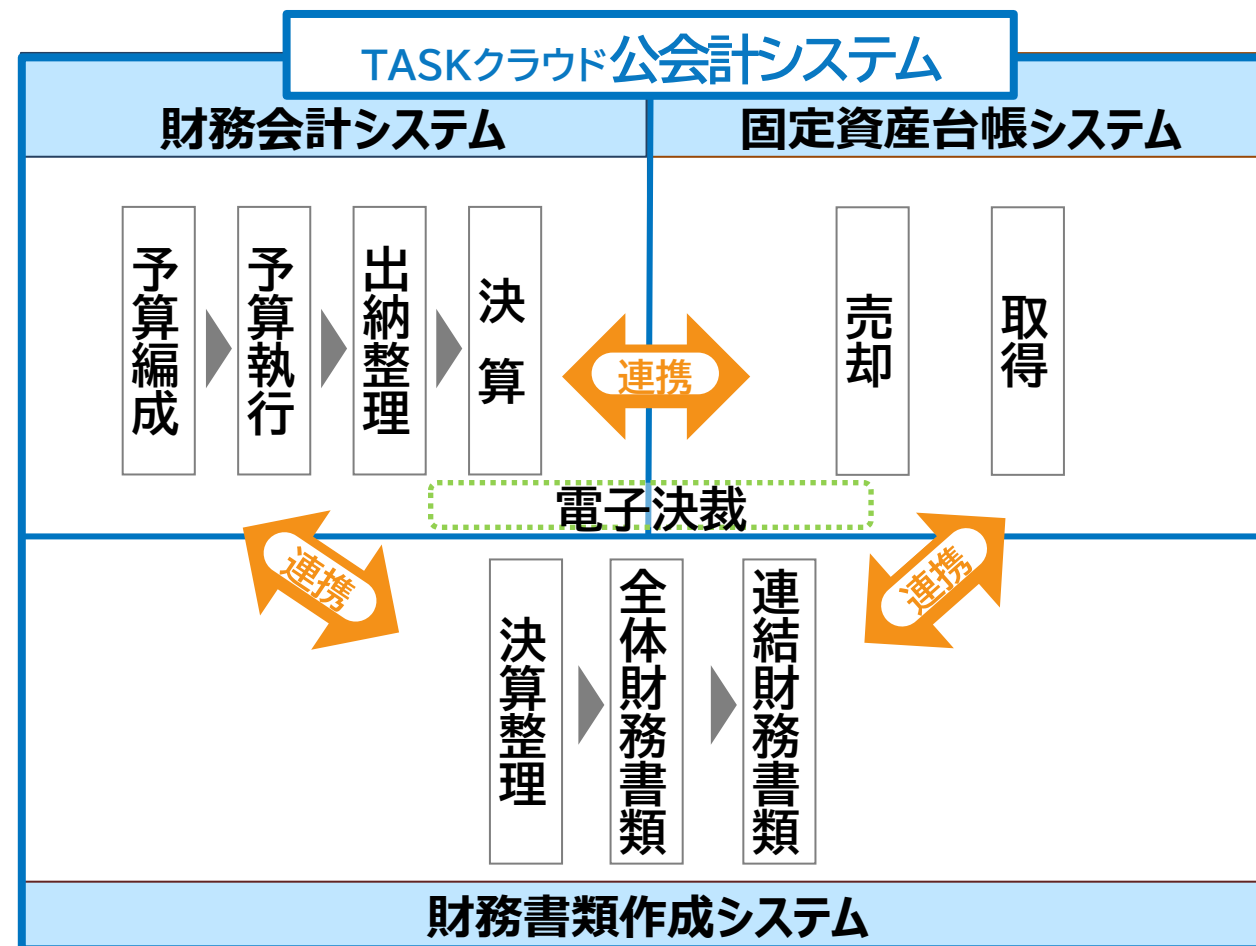 TASKクラウド公会計システム
財務会計システム
固定資産台帳システム
予算編成
予算執行
出納整理
決算
連携
売却
取得
電子決裁
連携
連携
決算整理
全体財務書類
連結財務書類
財務書類作成システム